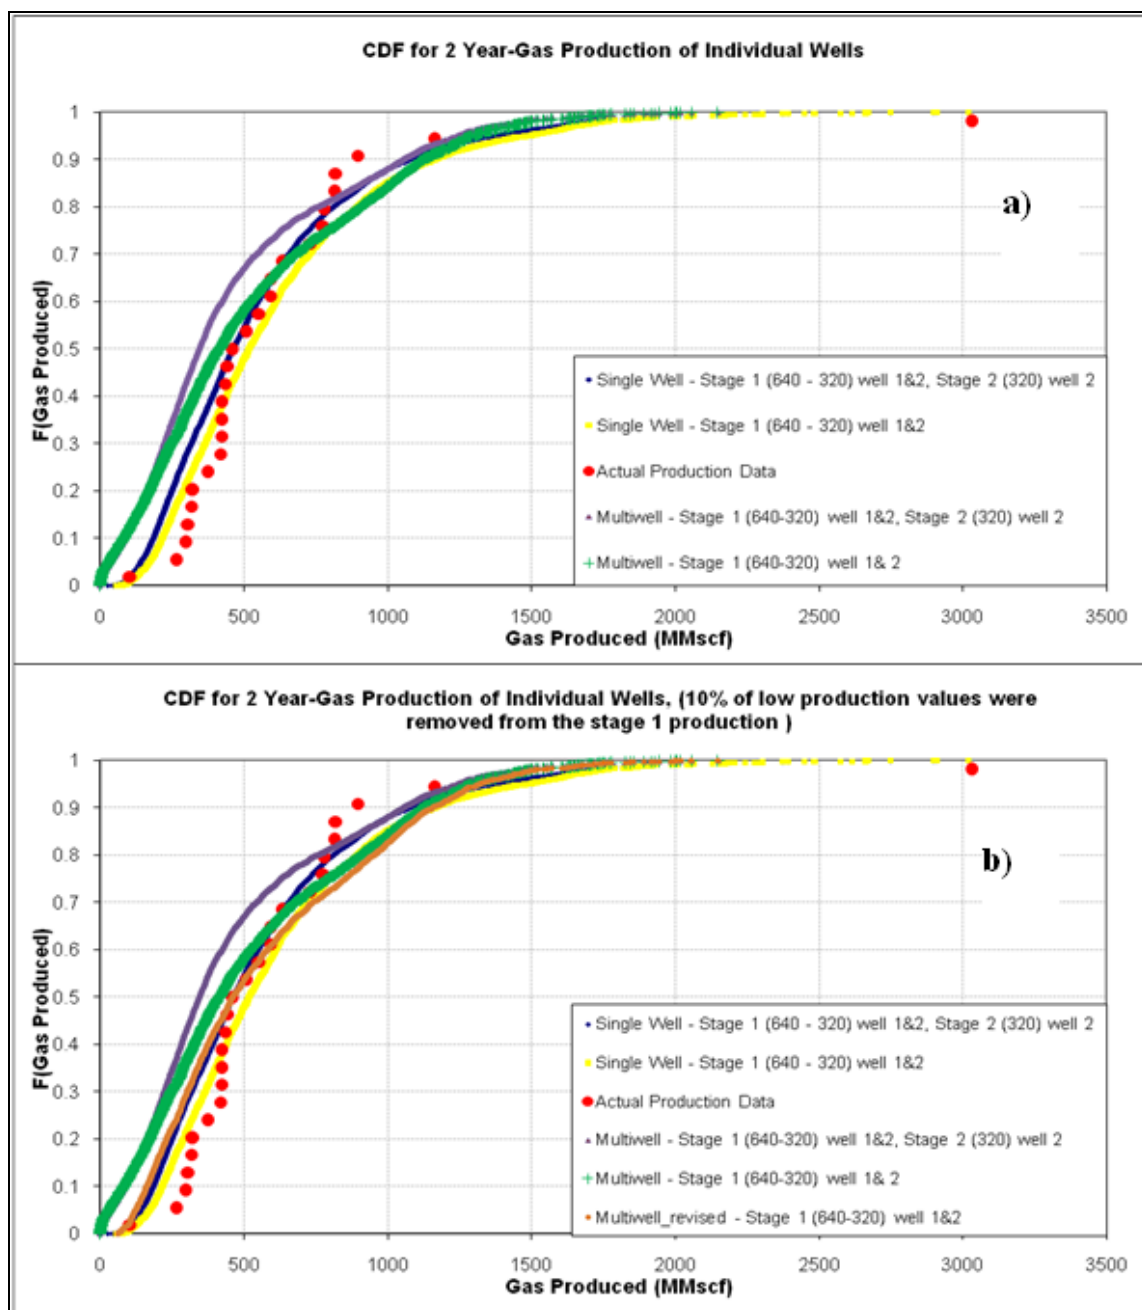 CDF for 2 Year-Gas Production of Individual Wells
1
0.9
0.8
0.7
0.6
0.5
0.4
0.3
0.2
0.1
0
F(Gas Produced)
a)
Single Well - Stage 1 (640 - 320) well 1&2, Stage 2 (320) well 2
Single Well - Stage 1 (640 - 320) well 1&2
Actual Production Data
Multiwell - Stage 1 (640-320) well 1&2, Stage 2 (320) well 2
Multiwell - Stage 1 (640-320) well 1& 2
0 500 1000 1500 2000 2500 3000 3500
Gas Produced (MMscf)
CDF for 2 Year-Gas Production of Individual Wells, (10% of low production values were
removed from the stage 1 production )
1
0.9
0.8
0.7
0.6
0.5
0.4
0.3
0.2
0.1
0
F(Gas Produced)
b)
Single Well - Stage 1 (640 - 320) well 1&2, Stage 2 (320) well 2
Single Well - Stage 1 (640 - 320) well 1&2
Actual Production Data
Multiwell - Stage 1 (640-320) well 1&2, Stage 2 (320) well 2
Multiwell - Stage 1 (640-320) well 1& 2
Multiwell_revised - Stage 1 (640-320) well 1&2
0 500 1000 1500 2000 2500 3000 3500
Gas Produced (MMscf)